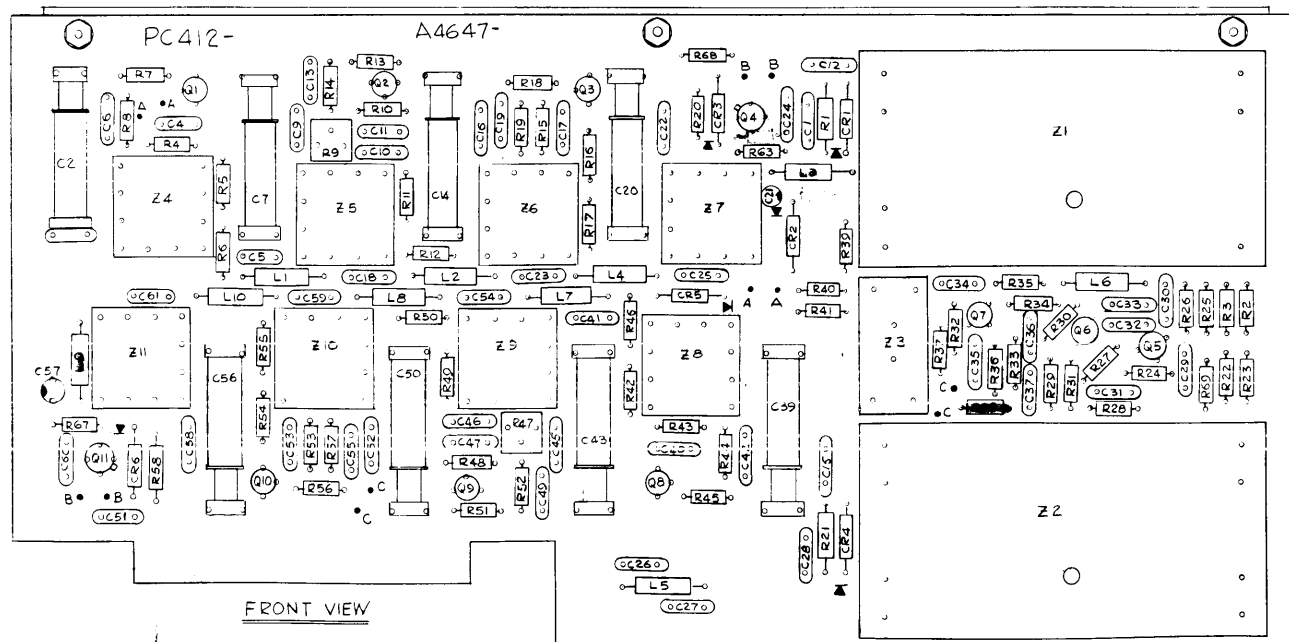 PC412- A4647-
R7 Q1 C13 R14 R13 Q2 R18 Q3 R68 B B C12
C6 R8 A A C4 R10 C9 C11 C16 C19 R19 R15 C17 C22 R20 CR3 Q4 C24 C1 R1 CR1 Z1
C2 R4 R9 C10 R16 R63 L3
Z4 R5 C7 Z5 R11 C14 Z6 R17 C20 Z7 C21 CR2 R39
R6 C5 R12
L1 C18 L2 C23 L4 C25 C34 R35 L6 C30
C61 L10 C59 L8 C54 L7 CR5 A A R40 R34 C33 R26 R25 R3 R2
R50 C41 R46 R41 R32 Q7 C36 R30 Q6 C32
Z11 R55 Z10 Z9 Z8 Z3 R37 C35 R36 R33 R27 Q5 C29
C57 C56 C50 R49 R42 C39 C C37 R29 R31 R24 R69 R22 R23
R54 C C31 R28
R67 C58 C53 R53 R57 C55 C52 C46 R47 C45 C43 R43
C60 Q11 CR6 R58 C47 C40 R44 C42 C15
R48
B B Q10 R56 C Q9 R52 C49 Q8 R45
C51 C R51 C28 R21 CR4 Z2
C26
L5
C27
FRONT VIEW